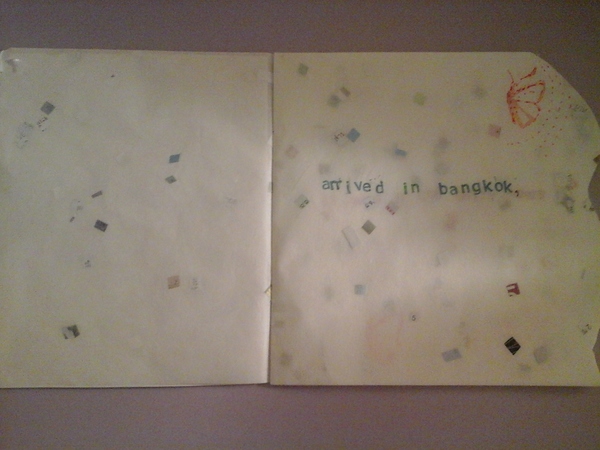 arrived in bangkok,